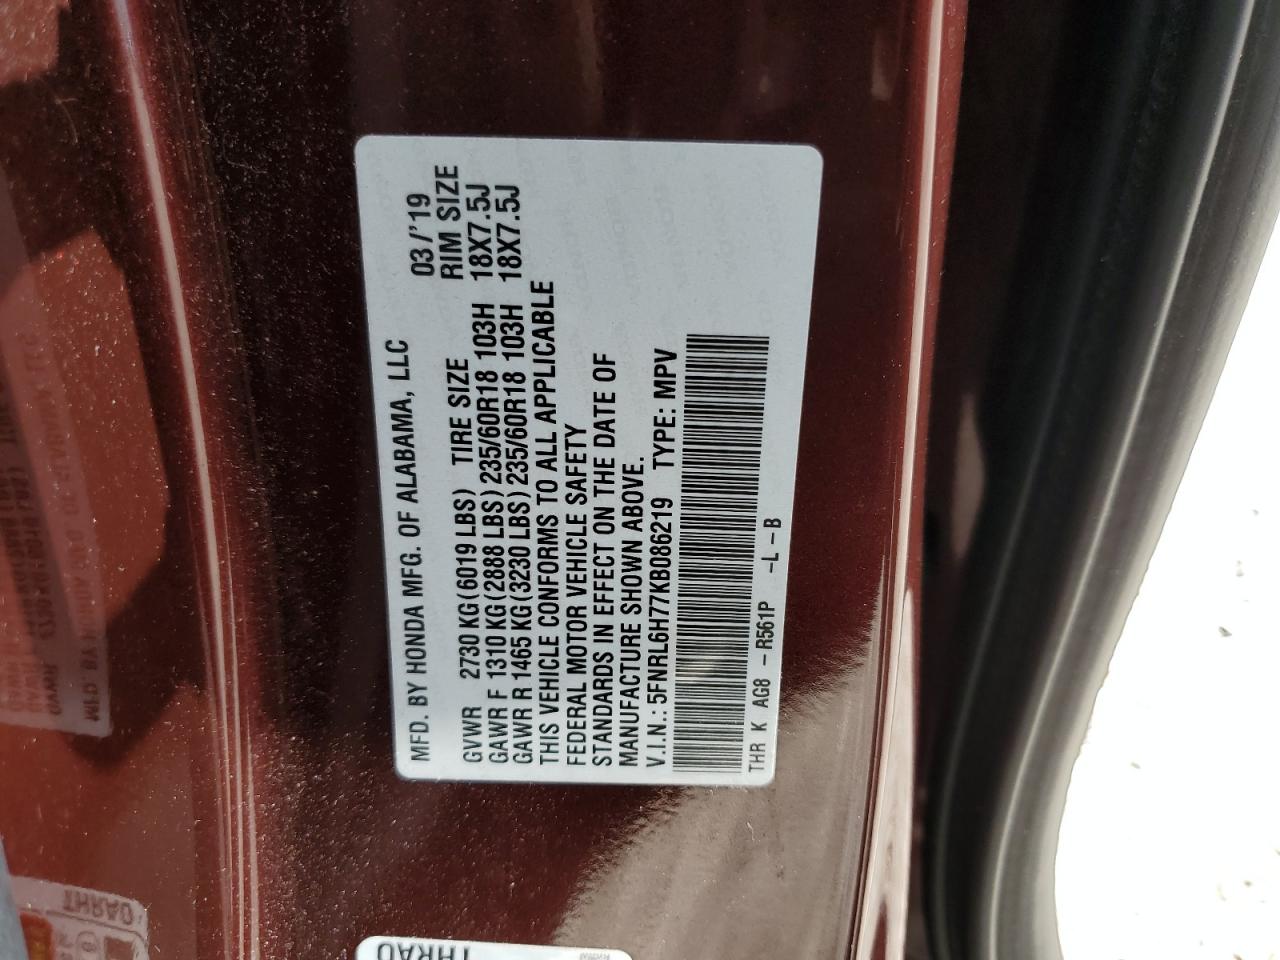 MFD. BY HONDA MFG. OF ALABAMA, LLC 03/'19
GVWR 2730 KG (6019 LBS) TIRE SIZE RIM SIZE
GAWR F 1310 KG (2888 LBS) 235/60R18 103H 18X7.5J
GAWR R 1465 KG (3230 LBS) 235/60R18 103H 18X7.5J
THIS VEHICLE CONFORMS TO ALL APPLICABLE
FEDERAL MOTOR VEHICLE SAFETY
STANDARDS IN EFFECT ON THE DATE OF
MANUFACTURE SHOWN ABOVE.
V.I.N.: 5FNRL6H77KB086219 TYPE: MPV
THR K AG8 -R561P -L -B
THRAO